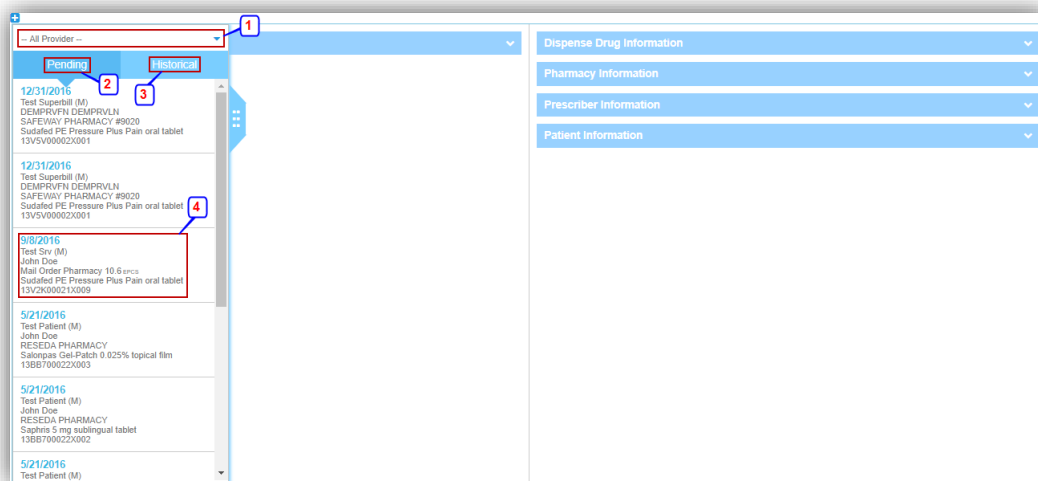 -- All Provider --
1
Pending
Historical
2
3
12/31/2016
Test Superbill (M)
DEMPRVFN DEMPRVLN
SAFEWAY PHARMACY #9020
Sudafed PE Pressure Plus Pain oral tablet
13V5V00002X001
12/31/2016
Test Superbill (M)
DEMPRVFN DEMPRVLN
SAFEWAY PHARMACY #9020
Sudafed PE Pressure Plus Pain oral tablet
13V5V00002X001
4
9/8/2016
Test Srv (M)
John Doe
Mail Order Pharmacy 10.6 EPCS
Sudafed PE Pressure Plus Pain oral tablet
13V2K00021X009
5/21/2016
Test Patient (M)
John Doe
RESEDA PHARMACY
Salonpas Gel-Patch 0.025% topical film
13BB700022X003
5/21/2016
Test Patient (M)
John Doe
RESEDA PHARMACY
Saphris 5 mg sublingual tablet
13BB700022X002
5/21/2016
Test Patient (M)
Dispense Drug Information
Pharmacy Information
Prescriber Information
Patient Information